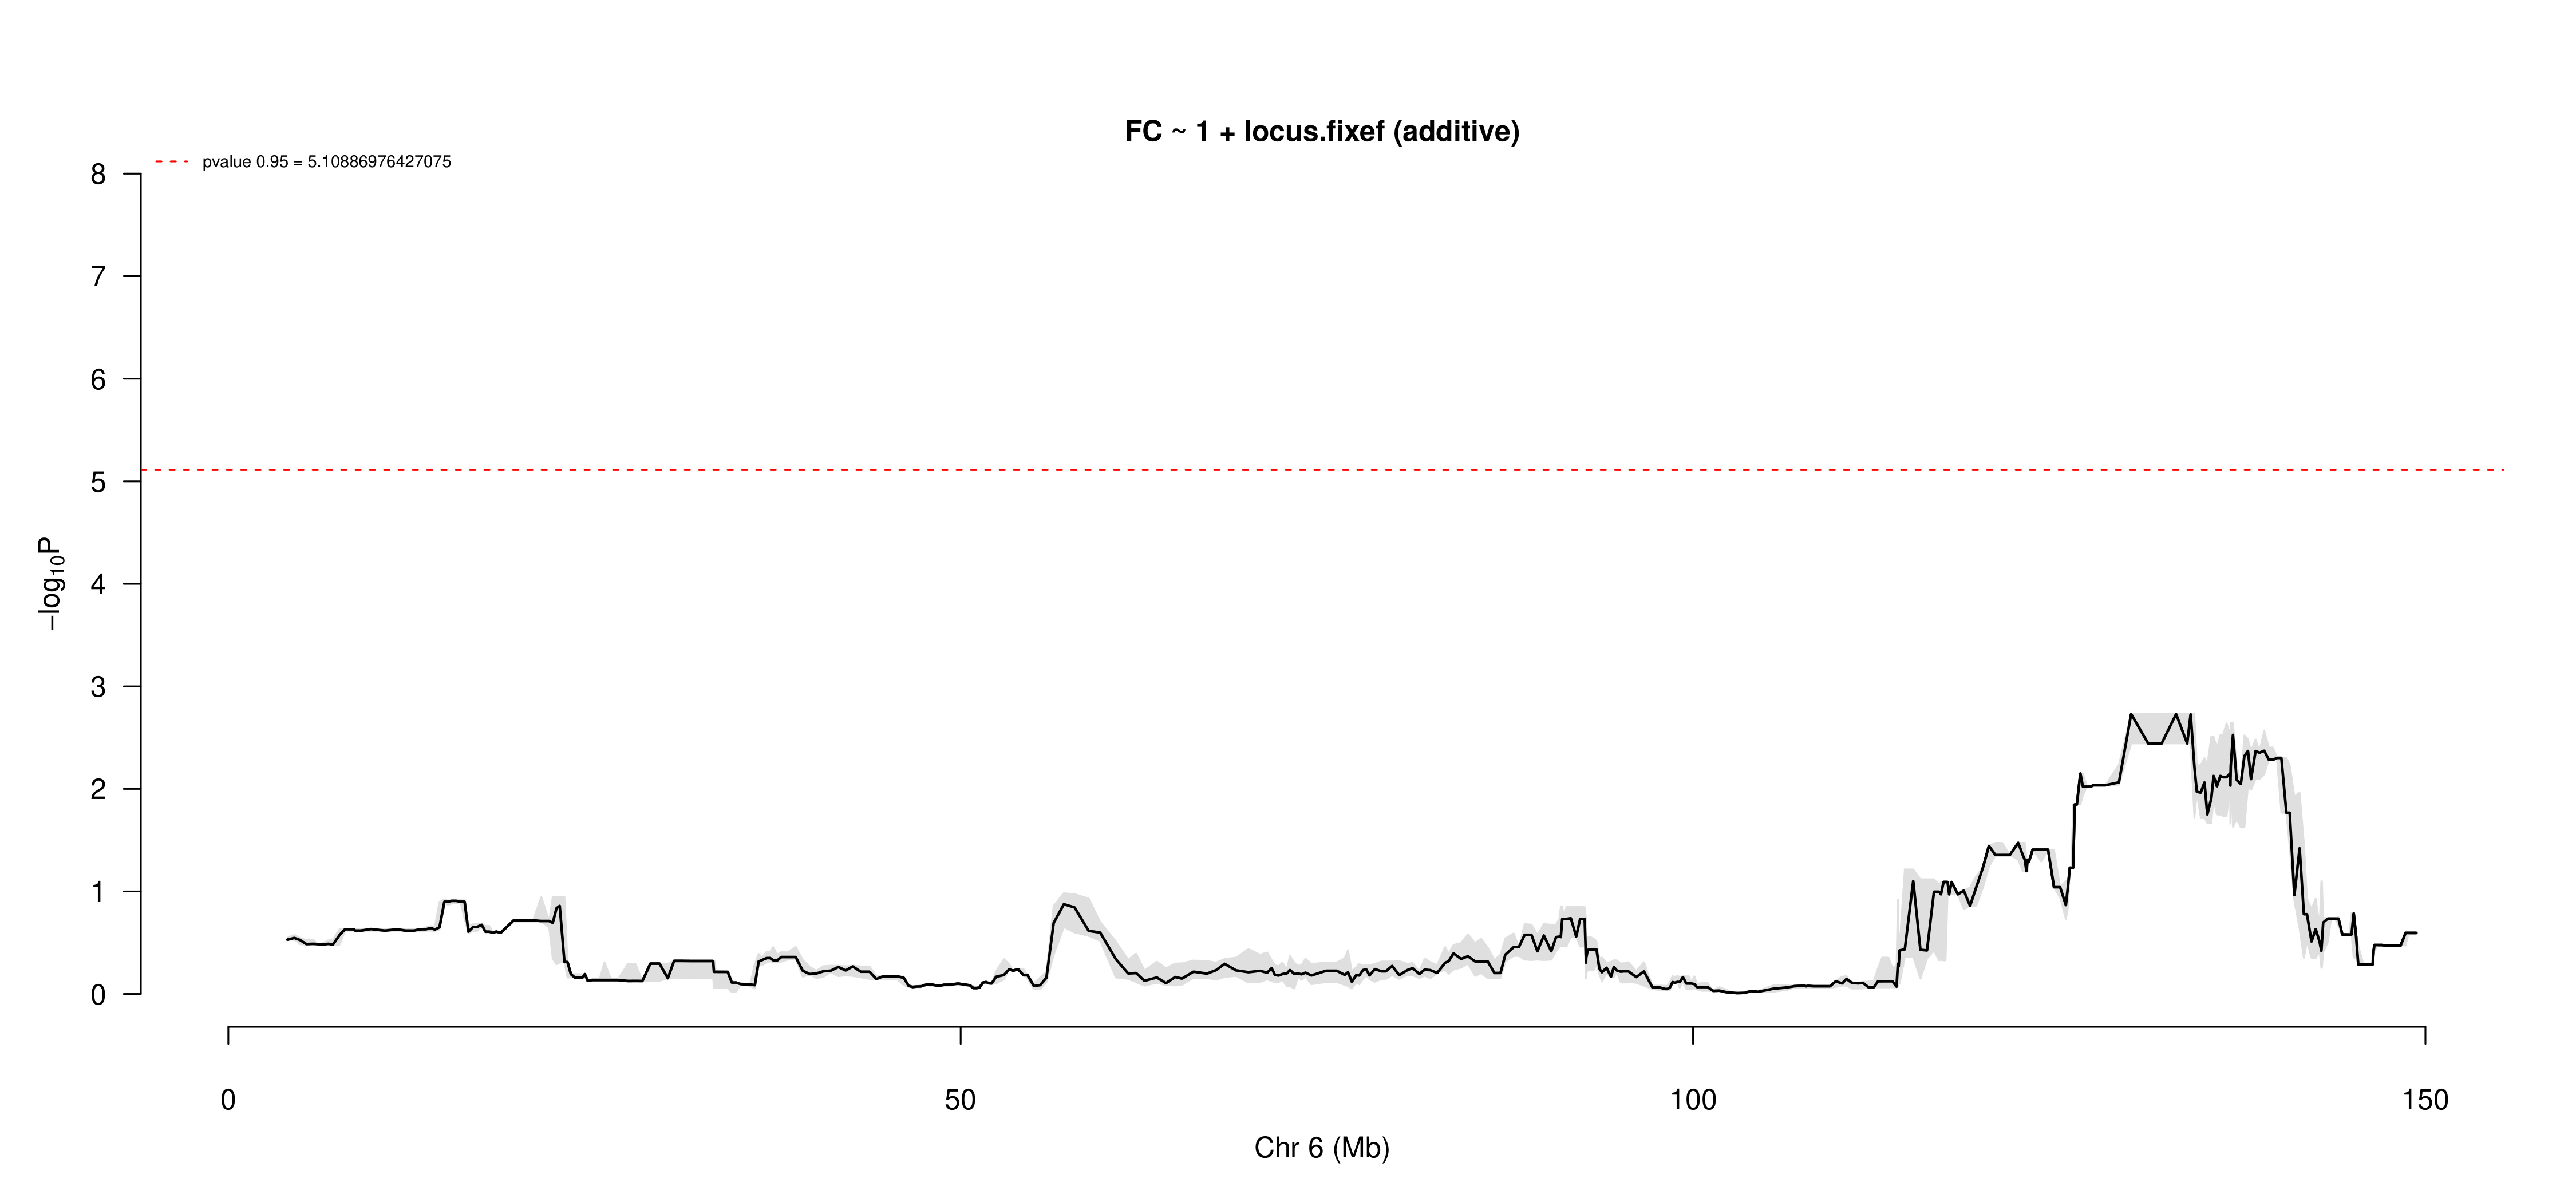 FC ~ 1 + locus.fixef (additive)
pvalue 0.95 = 5.10886976427075
8
7
6
5
4
3
2
1
0
−log10P
0 50 100 150
Chr 6 (Mb)